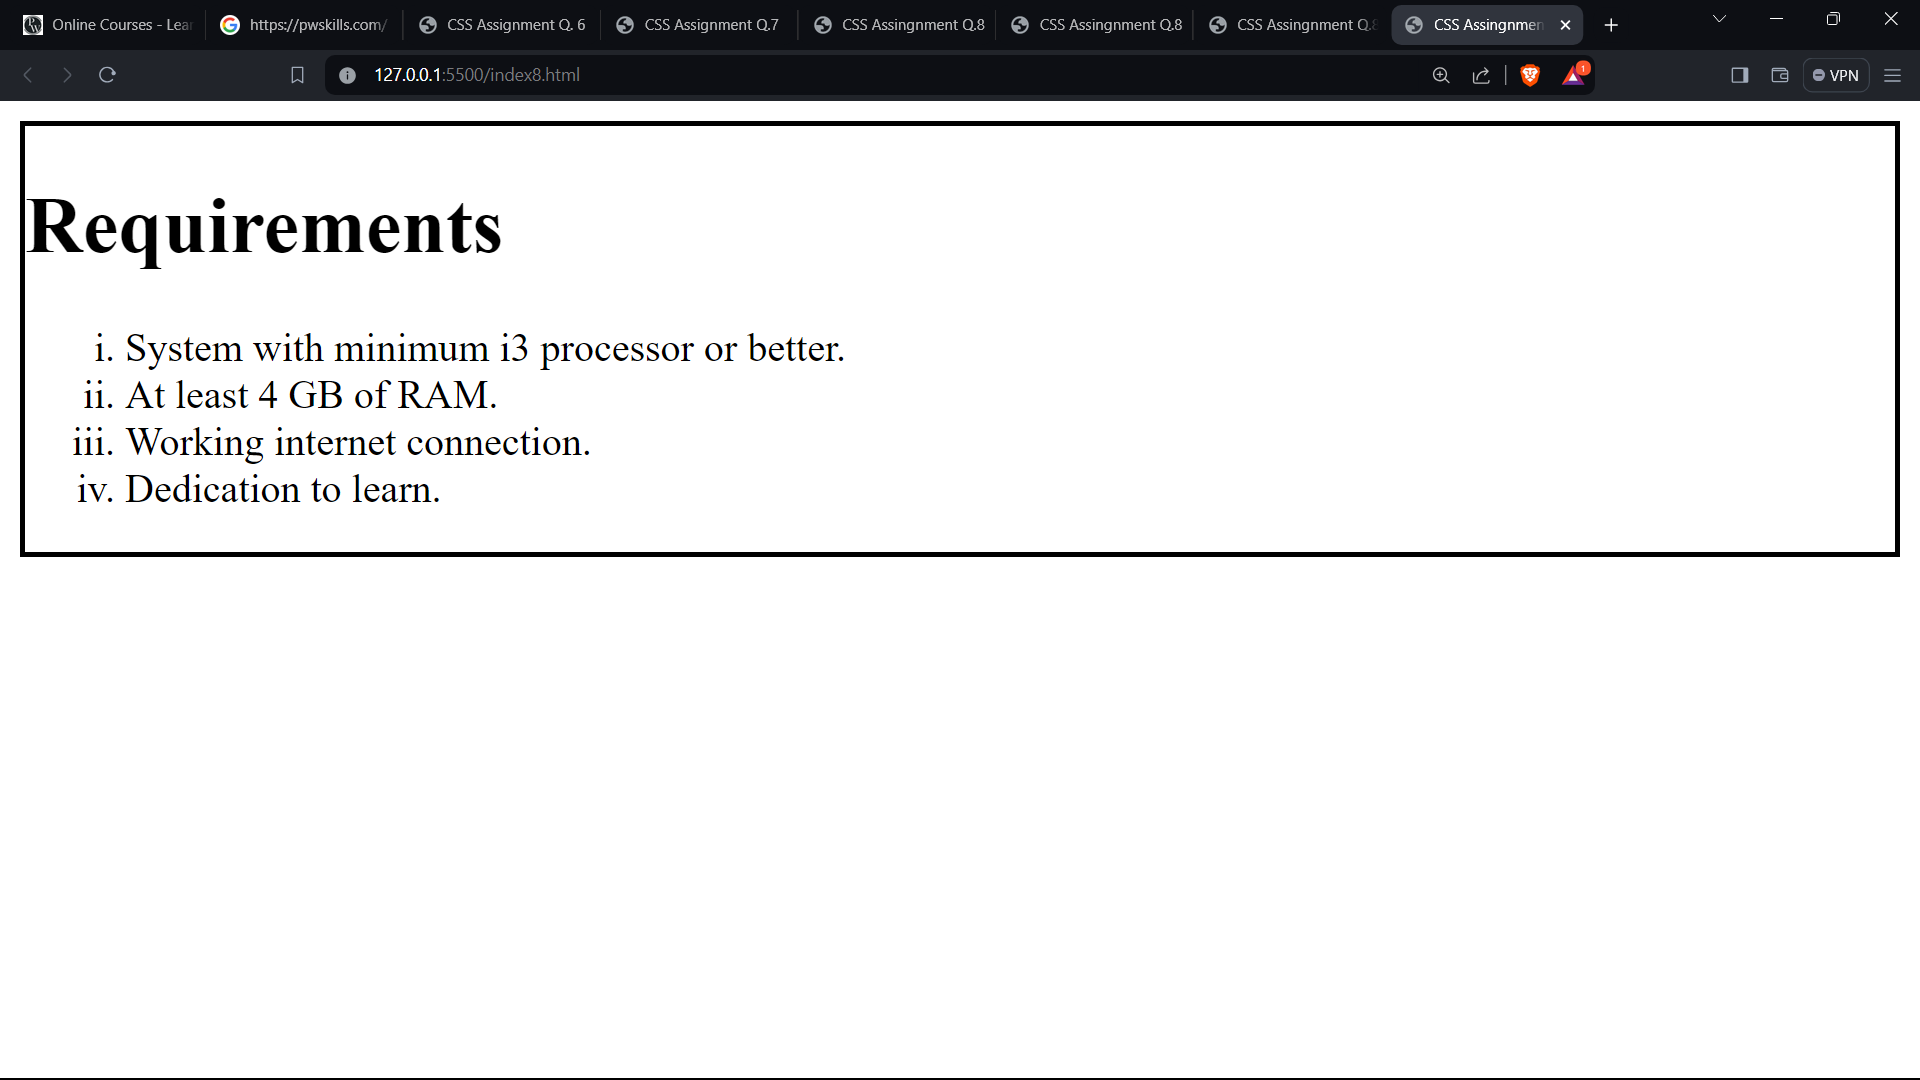 Online Courses - Lear
https://pwskills.com/
CSS Assignment Q. 6
CSS Assignment Q.7
CSS Assingnment Q.8
CSS Assingnment Q.8
CSS Assingnment Q.8
CSS Assingnmen
127.0.0.1:5500/index8.html
1
VPN
Requirements
i. System with minimum i3 processor or better.
ii. At least 4 GB of RAM.
iii. Working internet connection.
iv. Dedication to learn.